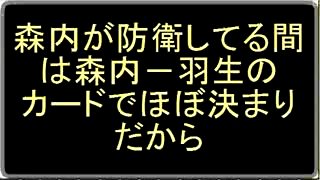 森内が防衛してる間
は森内－羽生の
カードでほぼ決まり
だから